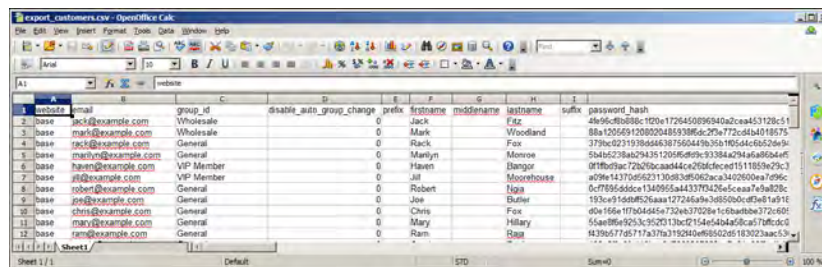 export_customers.csv - OpenOffice Calc
File Edit View Insert Format Tools Data Window Help
Find
Arial 10 B I U
A1 website
A B C D E F G H I
1 website email group_id disable_auto_group_change prefix firstname middlename lastname suffix password_hash
2 base jack@example.com Wholesale 0 Jack Fitz
3 base mark@example.com Wholesale 0 Mark Woodland
4 base rack@example.com General 0 Rack Fox
5 base marilyn@example.com General 0 Marilyn Monroe
6 base haven@example.com VIP Member 0 Haven Bangor
7 base jil@example.com VIP Member 0 Jill Moorehouse
8 base robert@example.com General 0 Robert
9 base joe@example.com General 0 Joe Butler
10 base chris@example.com General 0 Chris Fox
11 base mary@example.com General 0 Mary Hillary
12 base ram@example.com General 0 Ram Raja
Sheet1
Sheet 1 / 1 Default STD Sum=0 100 %